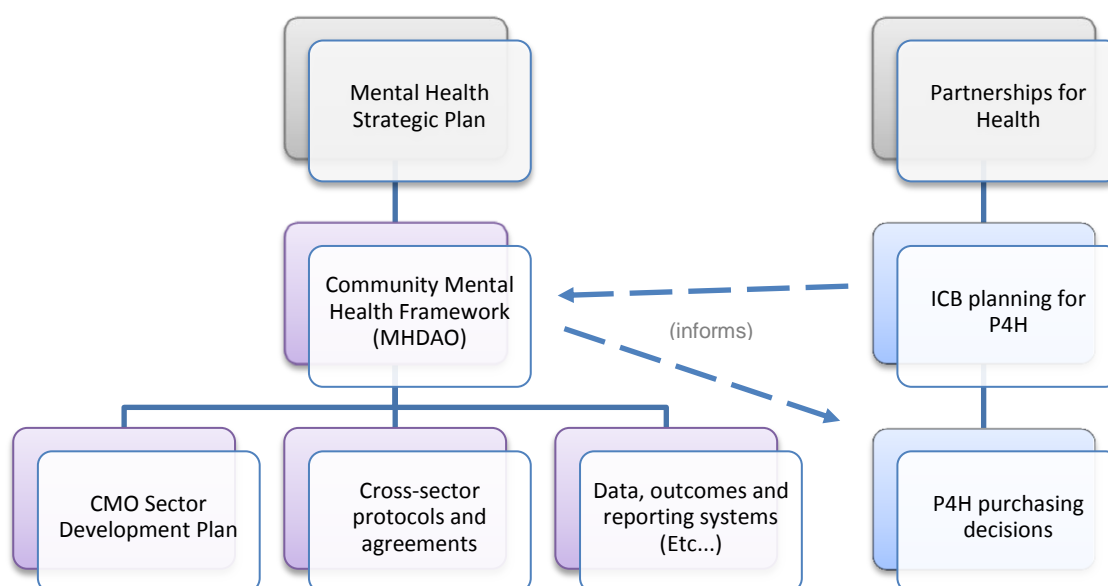 Mental Health
Strategic Plan
Partnerships for
Health
Community Mental
Health Framework
(MHDAO)
(informs)
ICB planning for
P4H
CMO Sector
Development Plan
Cross-sector
protocols and
agreements
Data, outcomes and
reporting systems
(Etc...)
P4H purchasing
decisions